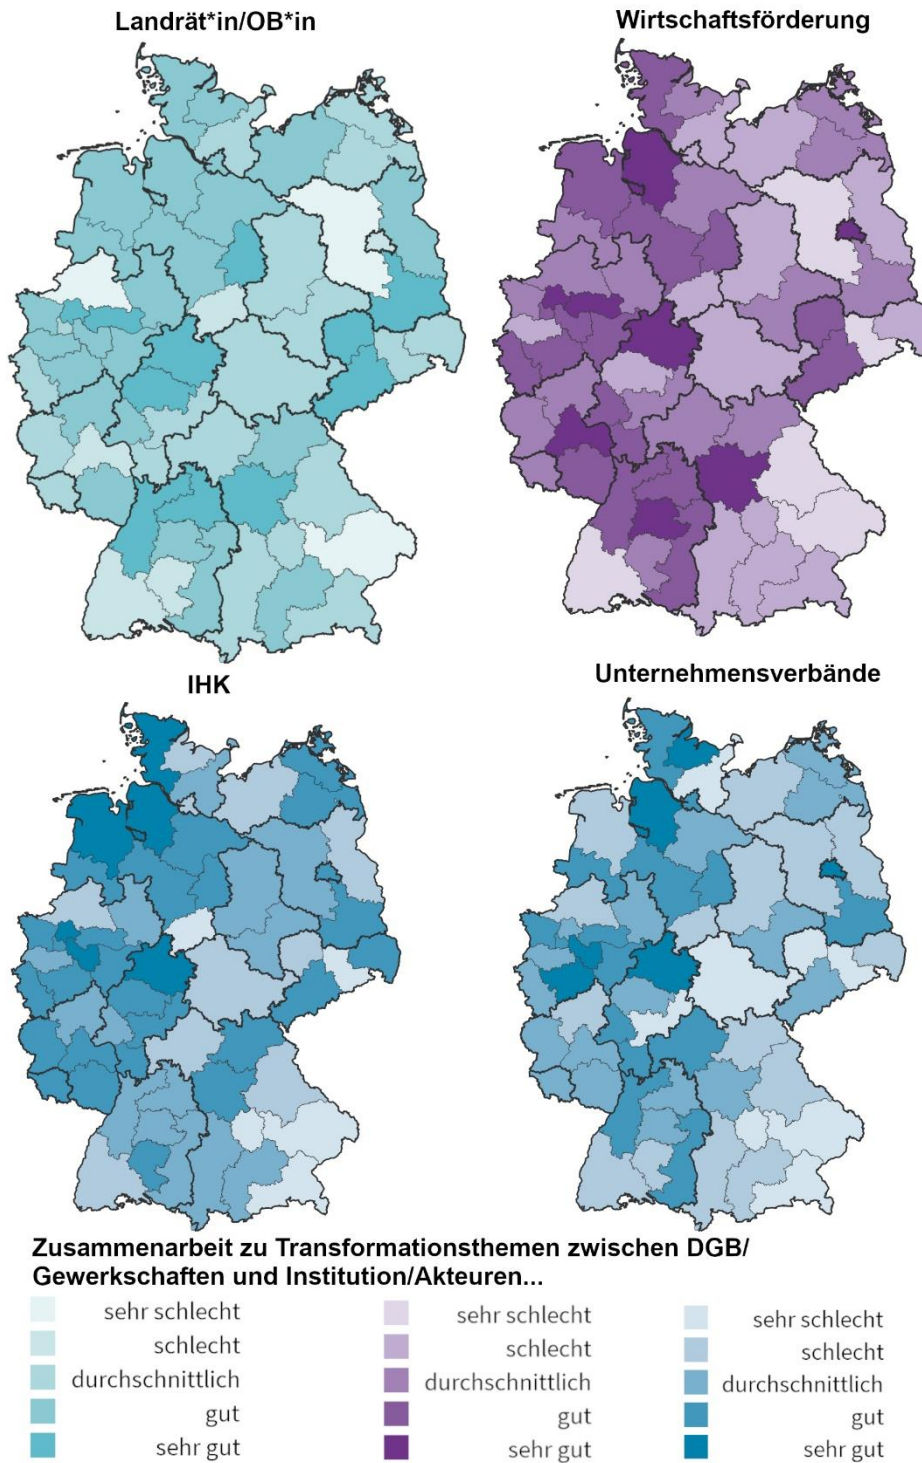 Landrät*in/OB*in
Wirtschaftsförderung
IHK
Unternehmensverbände
Zusammenarbeit zu Transformationsthemen zwischen DGB/
Gewerkschaften und Institution/Akteuren...
sehr schlecht
schlecht
durchschnittlich
gut
sehr gut
sehr schlecht
schlecht
durchschnittlich
gut
sehr gut
sehr schlecht
schlecht
durchschnittlich
gut
sehr gut